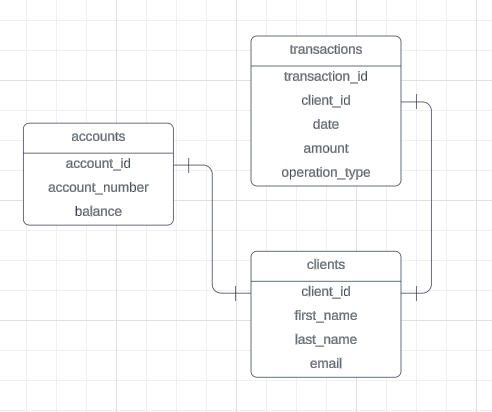 transactions
transaction_id
client_id
date
amount
operation_type
accounts
account_id
account_number
balance
clients
client_id
first_name
last_name
email